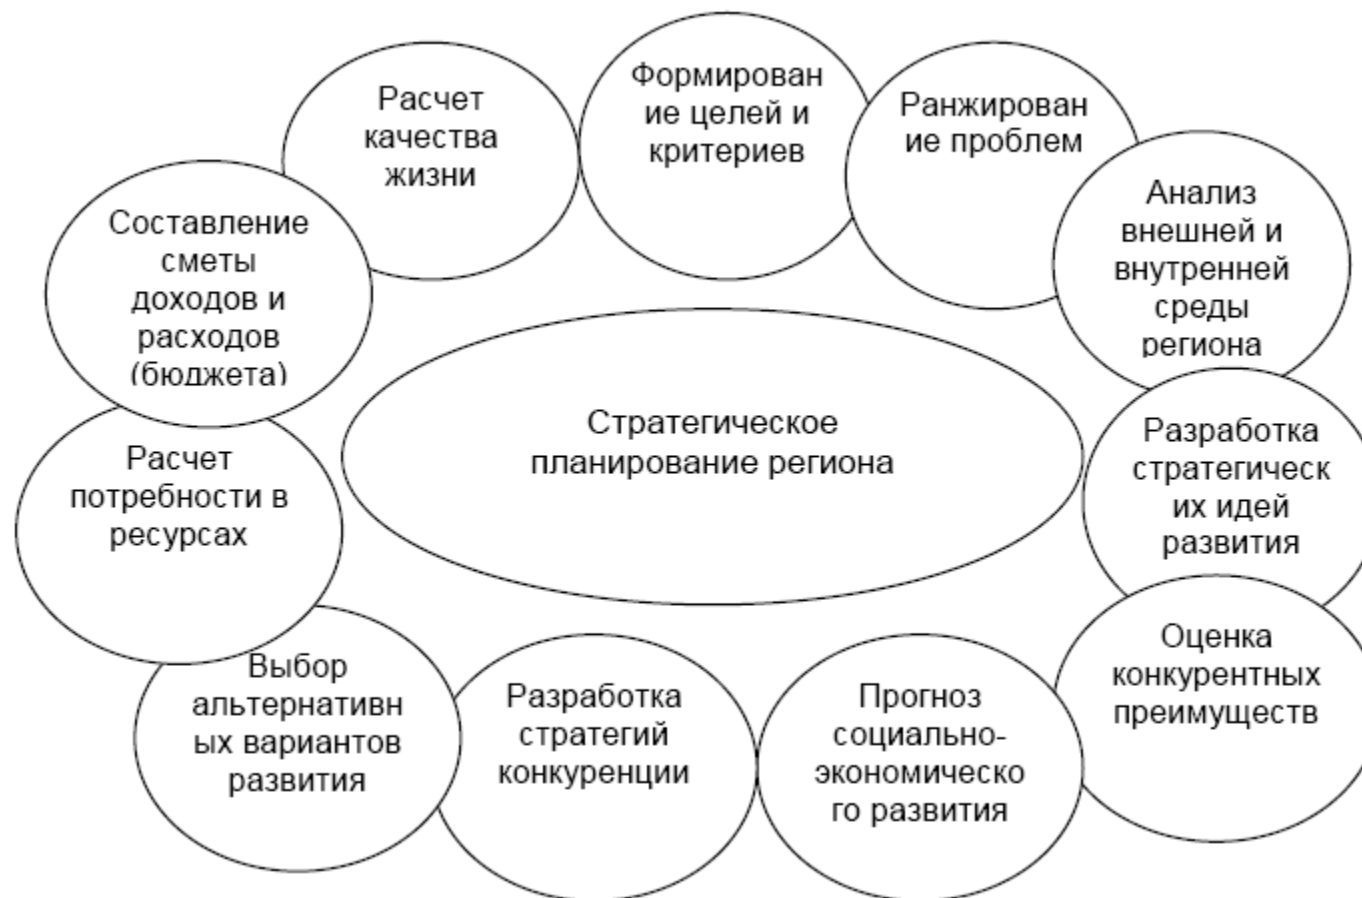 Формирован
ие целей и
критериев
Ранжирован
ие проблем
Анализ
внешней и
внутренней
среды
региона
Разработка
стратегическ
их идей
развития
Оценка
конкурентных
преимуществ
Прогноз
социально-
экономическо
го развития
Разработка
стратегий
конкуренции
Выбор
альтернативн
ых вариантов
развития
Расчет
потребности в
ресурсах
Составление
сметы
доходов и
расходов
(бюджета)
Расчет
качества
жизни
Стратегическое
планирование региона